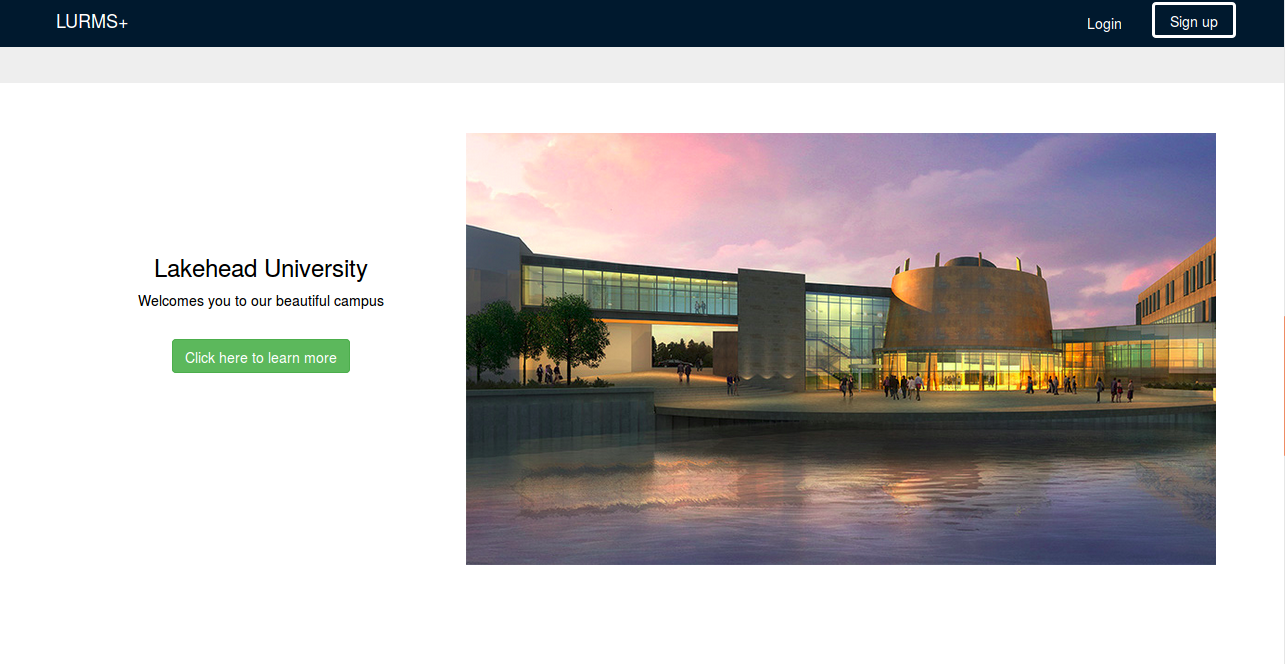 LURMS+
Login
Sign up
Lakehead University
Welcomes you to our beautiful campus
Click here to learn more